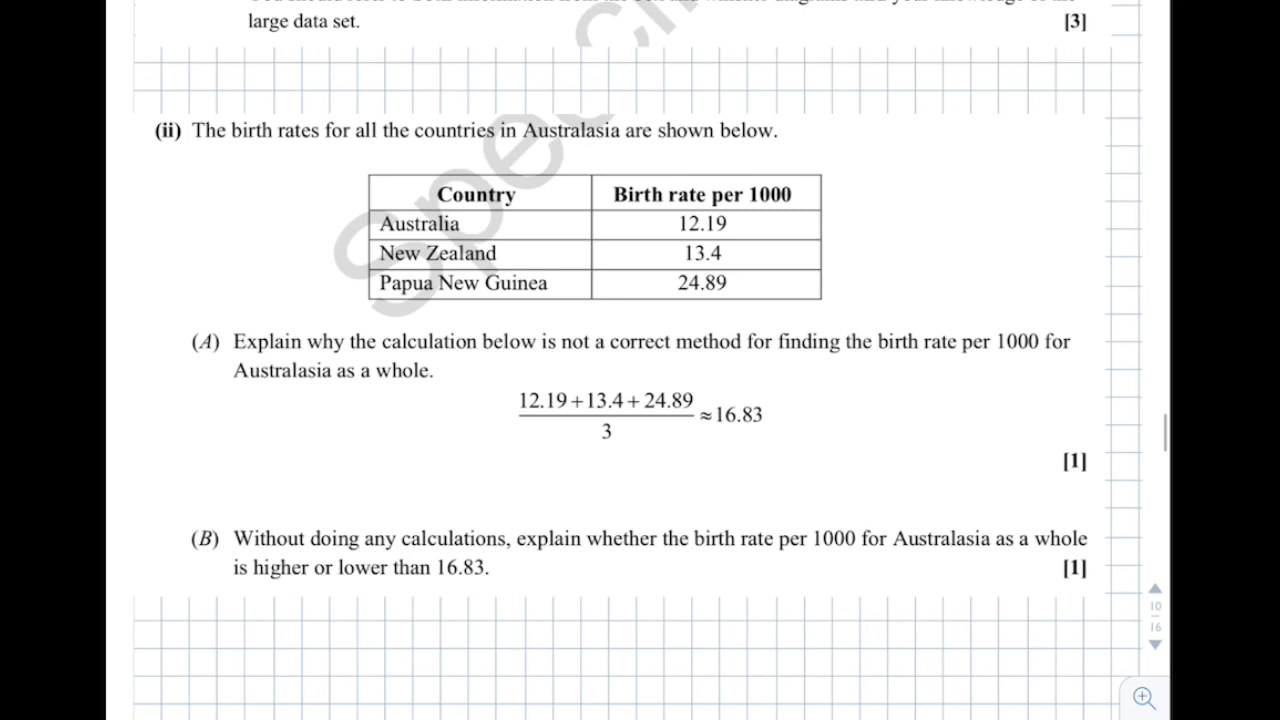 large data set.
[3]
(ii) The birth rates for all the countries in Australasia are shown below.
Country Birth rate per 1000
Australia 12.19
New Zealand 13.4
Papua New Guinea 24.89
(A) Explain why the calculation below is not a correct method for finding the birth rate per 1000 for
Australasia as a whole.
12.19 + 13.4 + 24.89
3
≈ 16.83
[1]
(B) Without doing any calculations, explain whether the birth rate per 1000 for Australasia as a whole
is higher or lower than 16.83.
[1]
10
16